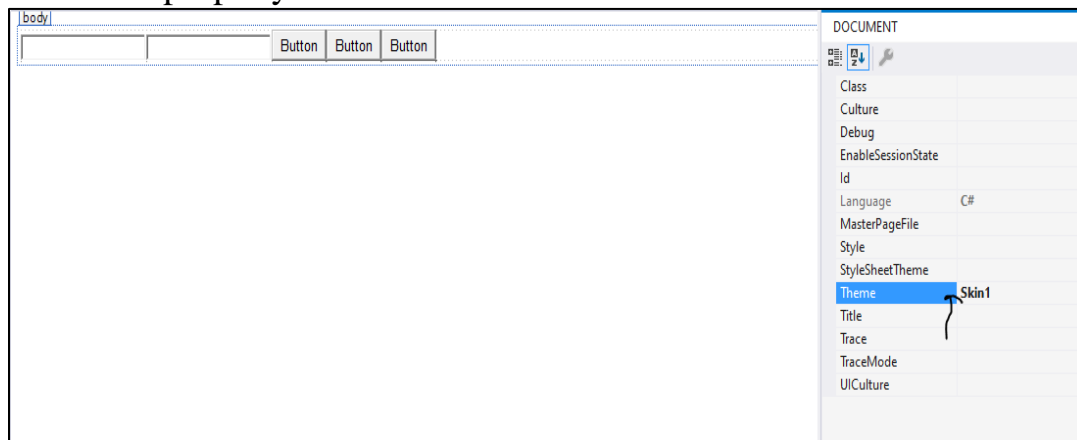 body
Button Button Button
DOCUMENT
Class
Culture
Debug
EnableSessionState
Id
Language C#
MasterPageFile
Style
StyleSheetTheme
Theme Skin1
Title
Trace
TraceMode
UICulture